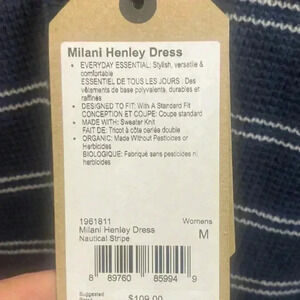 Milani Henley Dress
• EVERYDAY ESSENTIAL: Stylish, versatile &
comfortable
ESSENTIEL DE TOUS LES JOURS : Des
vêtements de base polyvalents, durables et
raffinés
• DESIGNED TO FIT: With A Standard Fit
CONCEPTION ET COUPE: Coupe standard
• MADE WITH: Sweater Knit
FAIT DE: Tricot à côte perlée double
• ORGANIC: Made Without Pesticides or
Herbicides
BIOLOGIQUE: Fabriqué sans pesticides ni
herbicides
1961811
Womens
Milani Henley Dress
Nautical Stripe
M
8 89760 85994 9
Suggested
$109.00